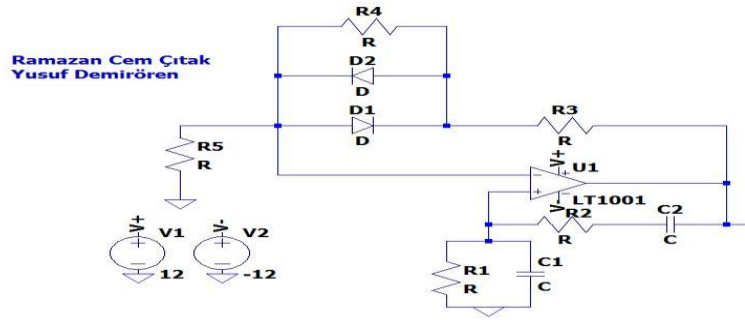 R4
R
Ramazan Cem Çıtak
Yusuf Demirören
D2
D
D1
D
R3
R
R5
R
V+
U1
V-
LT1001
R2
R
C2
C
V+
V1
12
V-
V2
-12
R1
R
C1
C